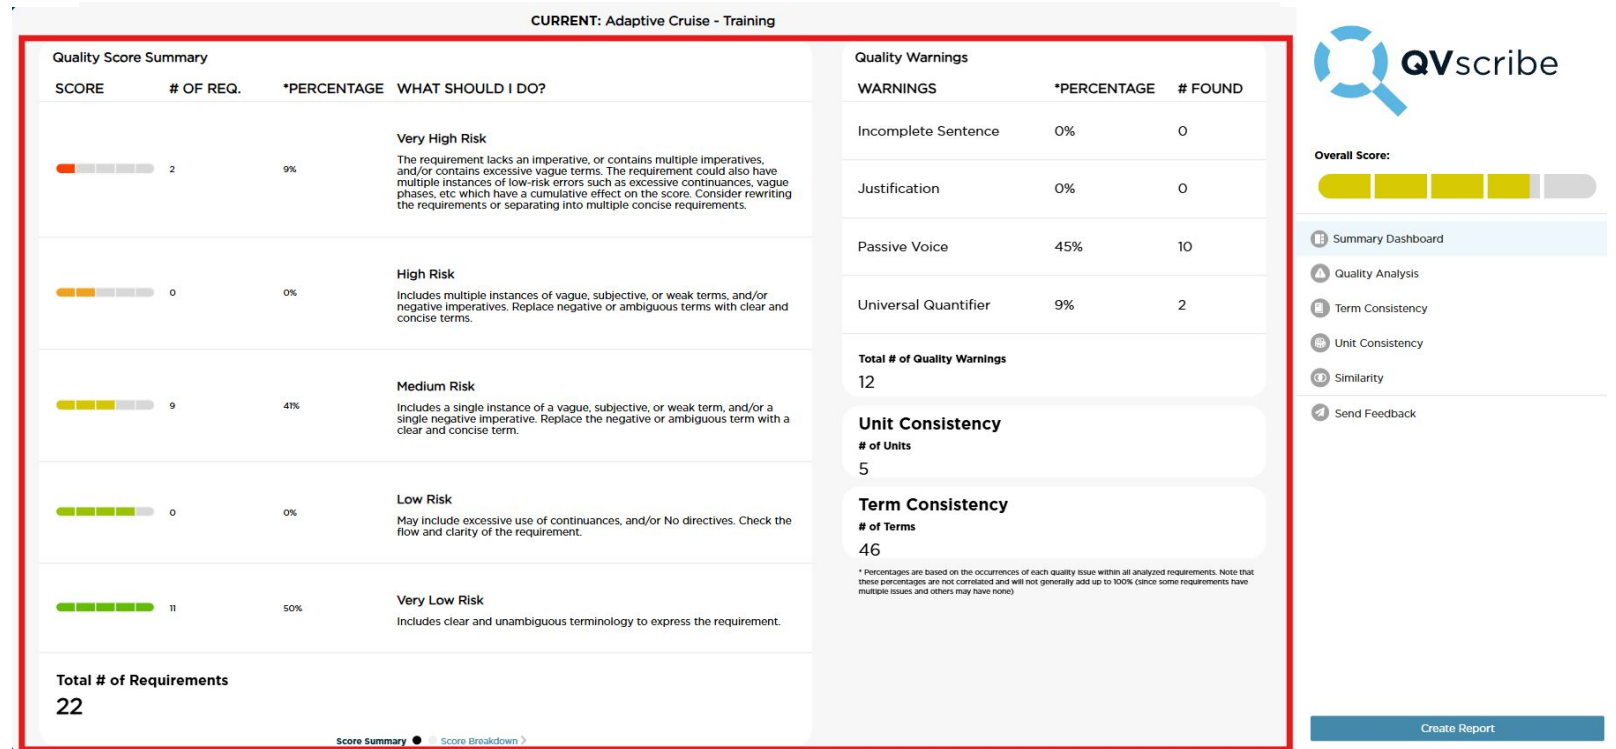 CURRENT: Adaptive Cruise - Training
Quality Score Summary
SCORE # OF REQ. *PERCENTAGE WHAT SHOULD I DO?
Very High Risk
2 9% The requirement lacks an imperative, or contains multiple imperatives,
and/or contains excessive vague terms. The requirement could also have
multiple instances of low-risk errors such as excessive continuances, vague
phases, etc which have a cumulative effect on the score. Consider rewriting
the requirements or separating into multiple concise requirements.
High Risk
0 0% Includes multiple instances of vague, subjective, or weak terms, and/or
negative imperatives. Replace negative or ambiguous terms with clear and
concise terms.
Medium Risk
9 41% Includes a single instance of a vague, subjective, or weak term, and/or a
single negative imperative. Replace the negative or ambiguous term with a
clear and concise term.
Low Risk
0 0% May include excessive use of continuances, and/or No directives. Check the
flow and clarity of the requirement.
Very Low Risk
11 50% Includes clear and unambiguous terminology to express the requirement.
Total # of Requirements
22
Score Summary Score Breakdown >
Quality Warnings
WARNINGS *PERCENTAGE # FOUND
Incomplete Sentence 0% 0
Justification 0% 0
Passive Voice 45% 10
Universal Quantifier 9% 2
Total # of Quality Warnings
12
Unit Consistency
# of Units
5
Term Consistency
# of Terms
46
* Percentages are based on the occurrences of each quality issue within all analyzed requirements. Note that
these percentages are not correlated and will not generally add up to 100% (since some requirements have
multiple issues and others may have none)
QVscribe
Overall Score:
Summary Dashboard
Quality Analysis
Term Consistency
Unit Consistency
Similarity
Send Feedback
Create Report